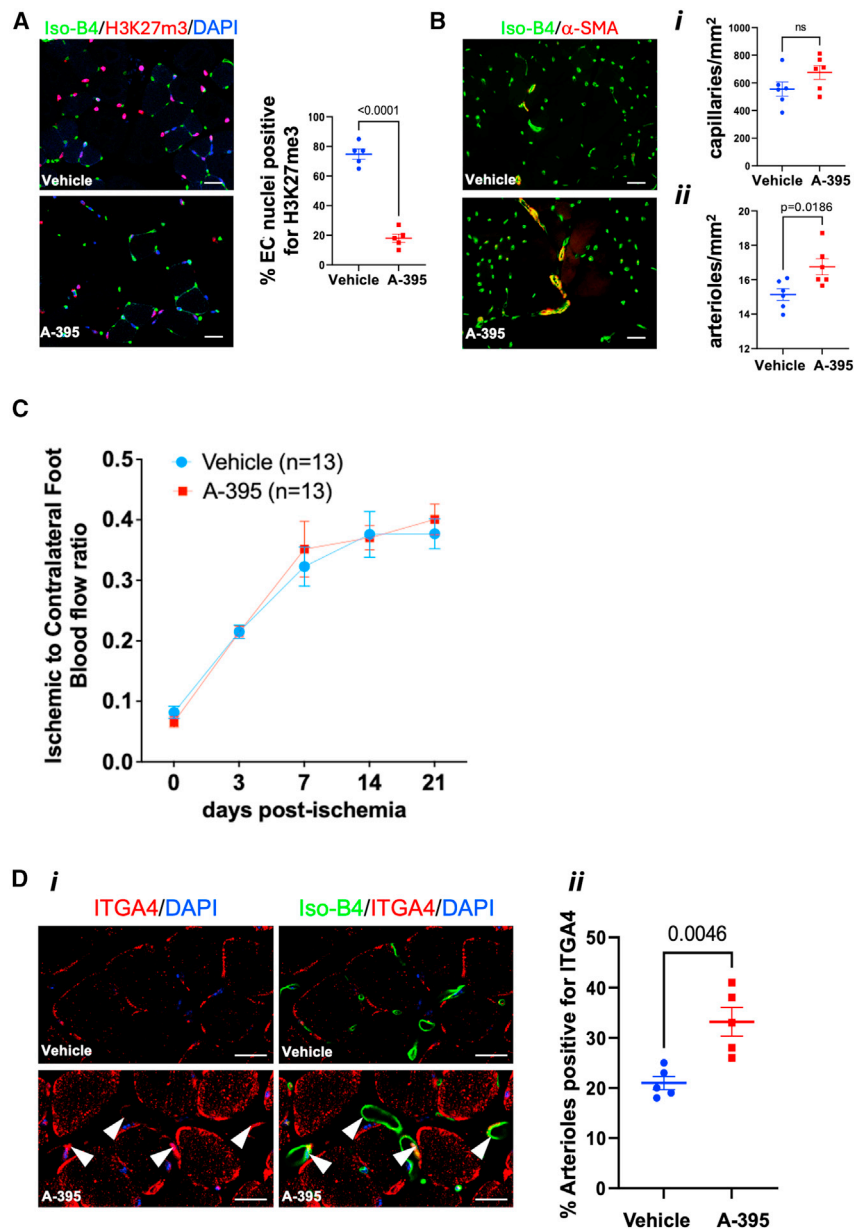 A
Iso-B4/H3K27m3/DAPI
Vehicle
A-395
% EC nuclei positive
for H3K27me3
100
80
60
40
20
0
<0.0001
Vehicle A-395
B
Iso-B4/α-SMA
Vehicle
A-395
i
capillaries/mm²
1000
800
600
400
200
0
ns
Vehicle A-395
ii
arterioles/mm²
20
18
16
14
12
p=0.0186
Vehicle A-395
C
Ischemic to Contralateral Foot
Blood flow ratio
0.5
0.4
0.3
0.2
0.1
0.0
Vehicle (n=13)
A-395 (n=13)
0 3 7 14 21
days post-ischemia
D i
ITGA4/DAPI
Iso-B4/ITGA4/DAPI
Vehicle
Vehicle
A-395
A-395
ii
% Arterioles positive for ITGA4
50
40
30
20
10
0
0.0046
Vehicle A-395